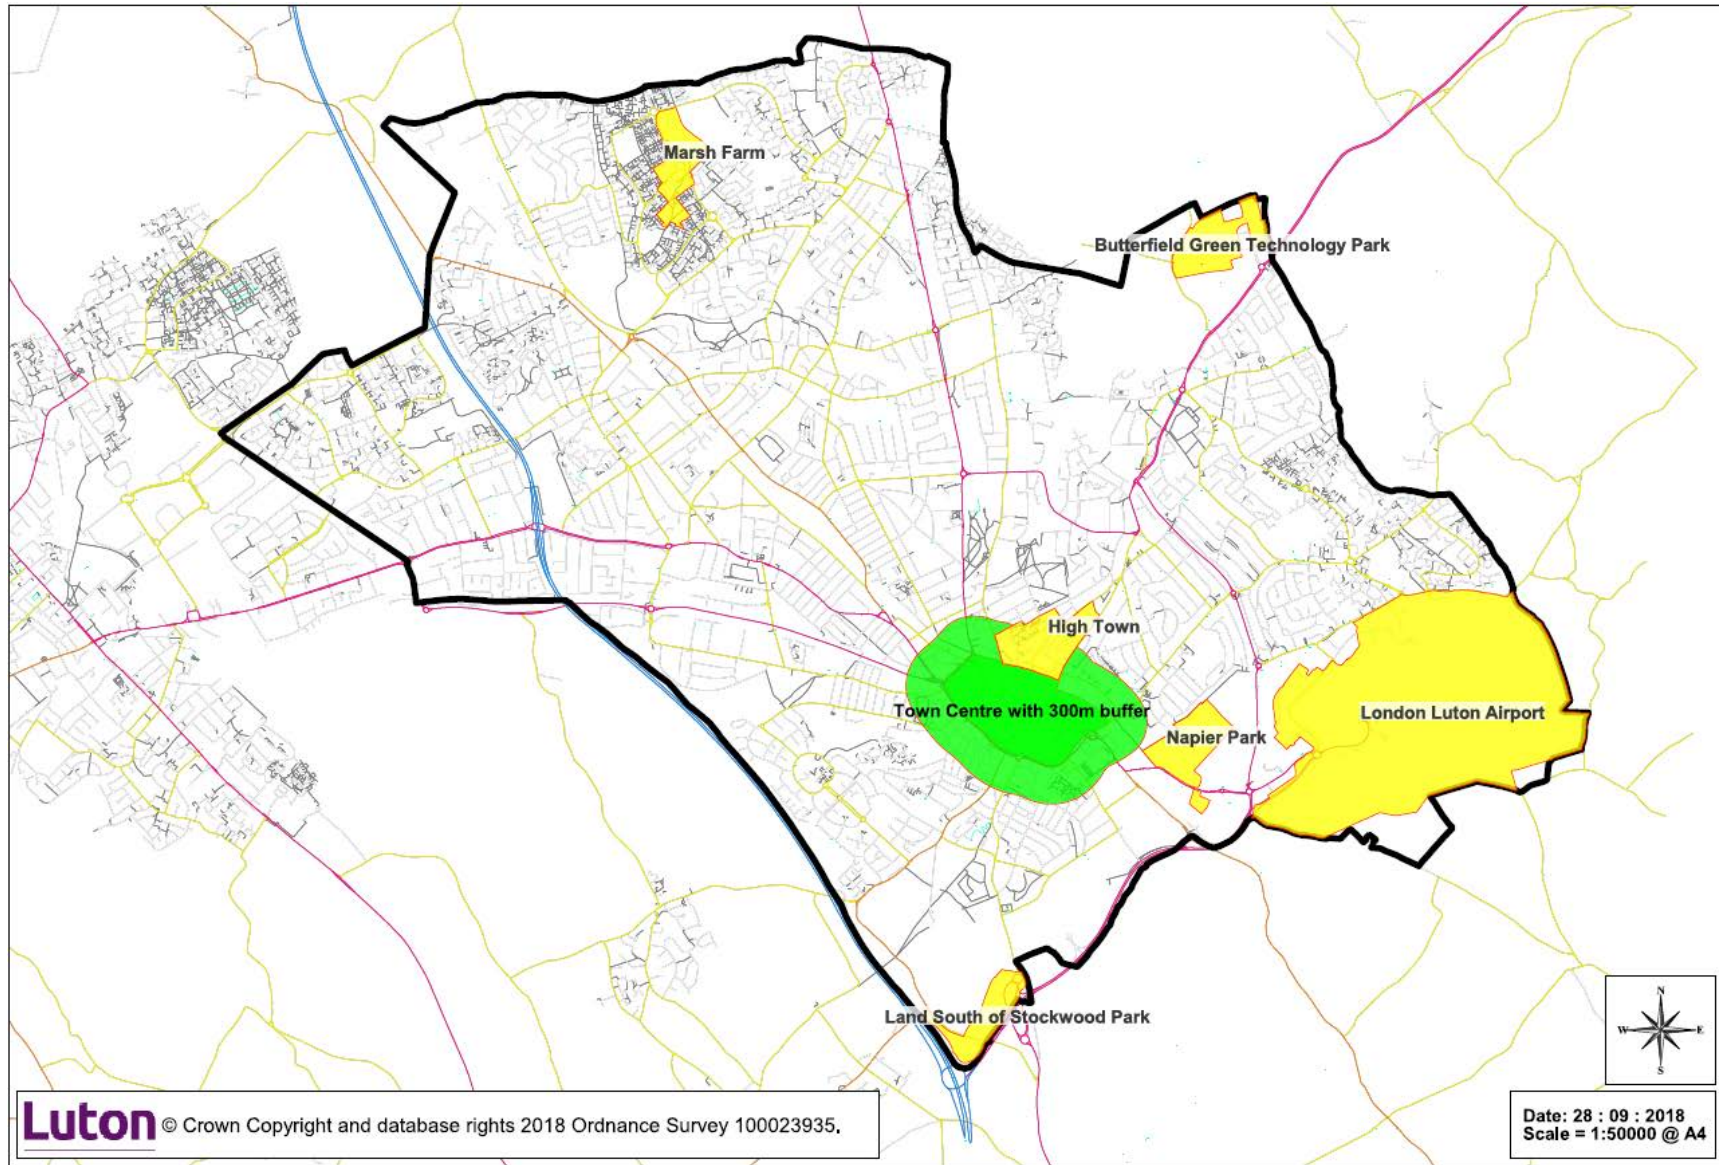 Marsh Farm
Butterfield Green Technology Park
High Town
Town Centre with 300m buffer
London Luton Airport
Napier Park
Land South of Stockwood Park
N
W E
S
Luton © Crown Copyright and database rights 2018 Ordnance Survey 100023935.
Date: 28 : 09 : 2018
Scale = 1:50000 @ A4